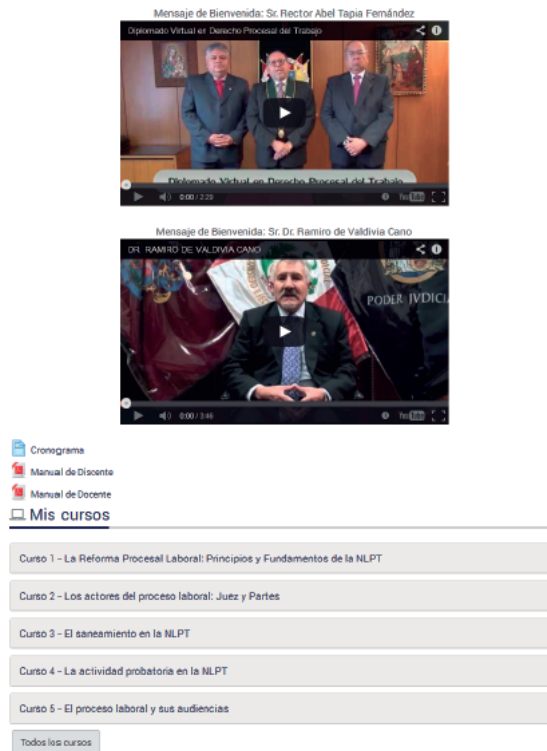 Mensaje de Bienvenida: Sr. Rector Abel Tapia Fernández
Diplomado Virtual en Derecho Procesal del Trabajo
Diplomado Virtual en Derecho Procesal del Trabajo
0:00 / 2:29
YouTube
Mensaje de Bienvenida: Sr. Dr. Ramiro de Valdivia Cano
DR. RAMIRO DE VALDIVIA CANO
PODER JVDICI
0:00 / 3:46
YouTube
Cronograma
Manual de Discente
Manual de Docente
Mis cursos
Curso 1 - La Reforma Procesal Laboral: Principios y Fundamentos de la NLPT
Curso 2 - Los actores del proceso laboral: Juez y Partes
Curso 3 - El saneamiento en la NLPT
Curso 4 - La actividad probatoria en la NLPT
Curso 5 - El proceso laboral y sus audiencias
Todos los cursos